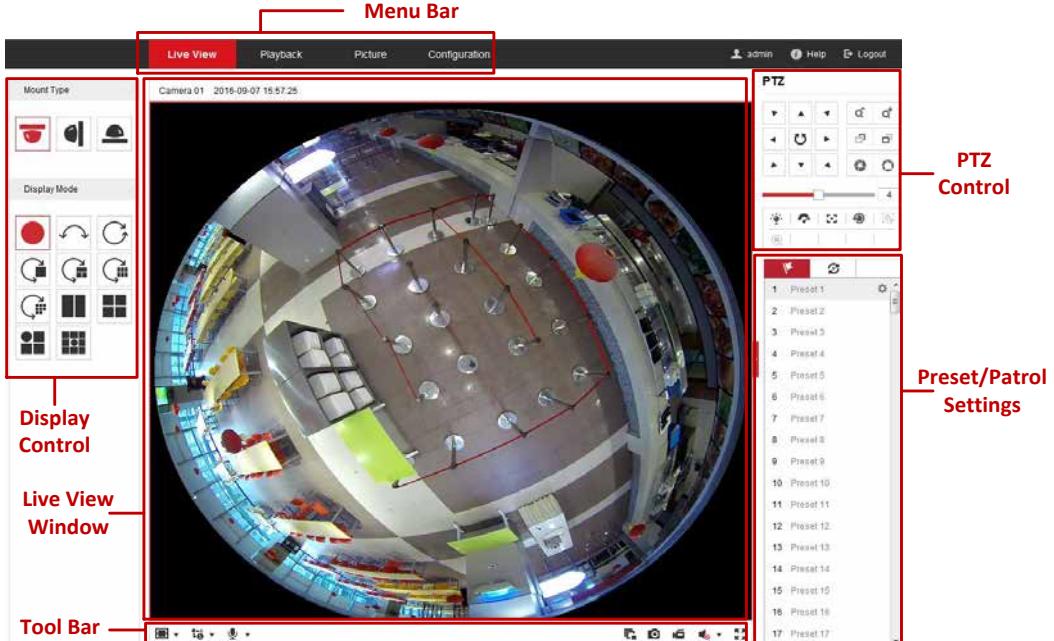 Menu Bar
Live View Playback Picture Configuration admin Help Logout
Mount Type
Camera 01 2016-09-07 15:57:25
PTZ
PTZ
Control
4
Display Mode
Display
Control
Live View
Window
Tool Bar
1 Preset 1
2 Preset 2
3 Preset 3
4 Preset 4
5 Preset 5
6 Preset 6
7 Preset 7
8 Preset 8
9 Preset 9
10 Preset 10
11 Preset 11
12 Preset 12
13 Preset 13
14 Preset 14
15 Preset 15
16 Preset 16
17 Preset 17
Preset/Patrol
Settings